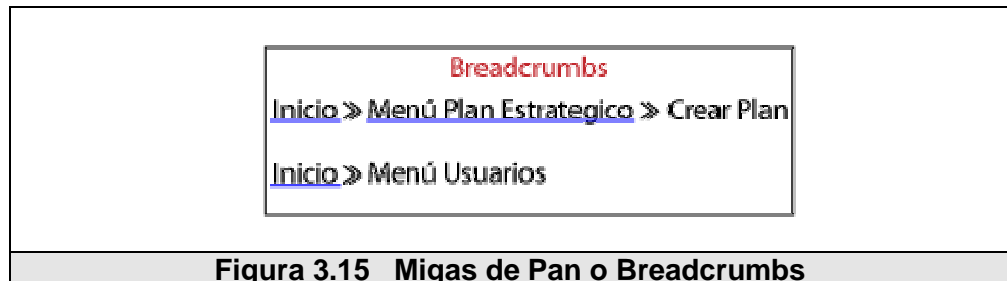 Breadcrumbs
Inicio » Menú Plan Estrategico » Crear Plan
Inicio » Menú Usuarios
Figura 3.15 Migas de Pan o Breadcrumbs